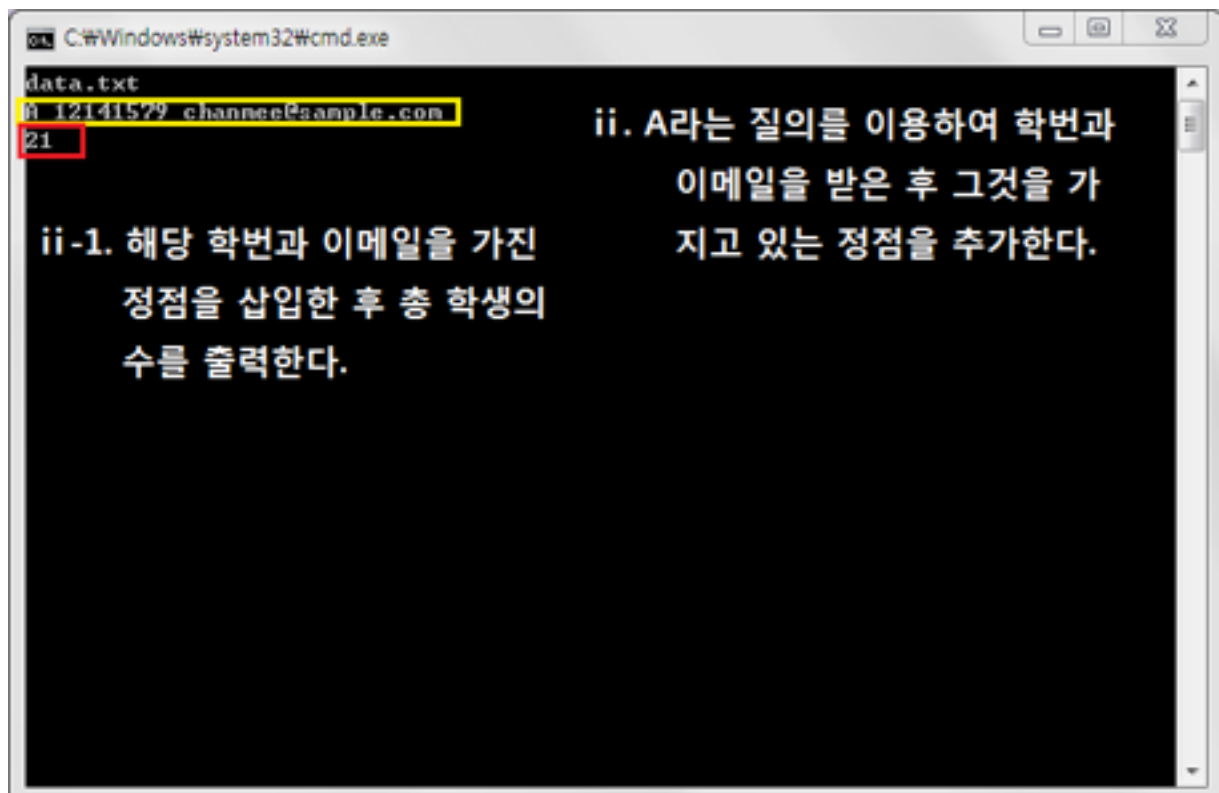 C:₩Windows₩system32₩cmd.exe
data.txt
A 12141579 chanmee@sample.com
21
ii. A라는 질의를 이용하여 학번과
이메일을 받은 후 그것을 가
지고 있는 정점을 추가한다.
ii-1. 해당 학번과 이메일을 가진
정점을 삽입한 후 총 학생의
수를 출력한다.